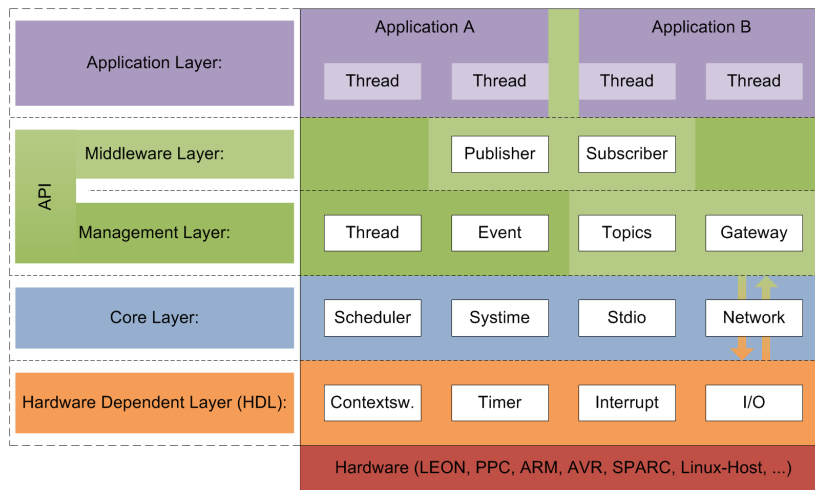 Application A
Application B
Application Layer:
Thread
Thread
Thread
Thread
Middleware Layer:
Publisher
Subscriber
API
Management Layer:
Thread
Event
Topics
Gateway
Core Layer:
Scheduler
Systime
Stdio
Network
Hardware Dependent Layer (HDL):
Contextsw.
Timer
Interrupt
I/O
Hardware (LEON, PPC, ARM, AVR, SPARC, Linux-Host, ...)